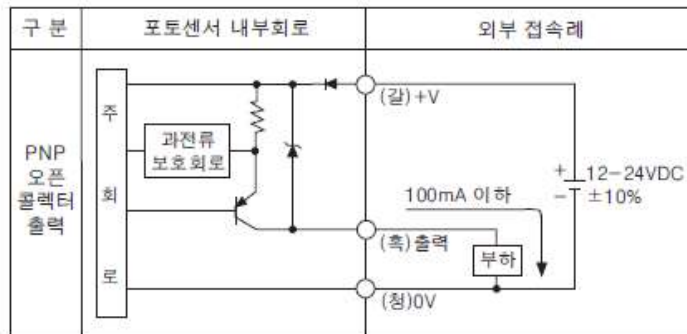 구 분
포토센서 내부회로
외부 접속례
PNP
오픈
콜렉터
출력
주
회
로
과전류
보호회로
(갈)+V
+
-
12-24VDC
±10%
100mA 이하
(흑)출력
부하
(청)0V